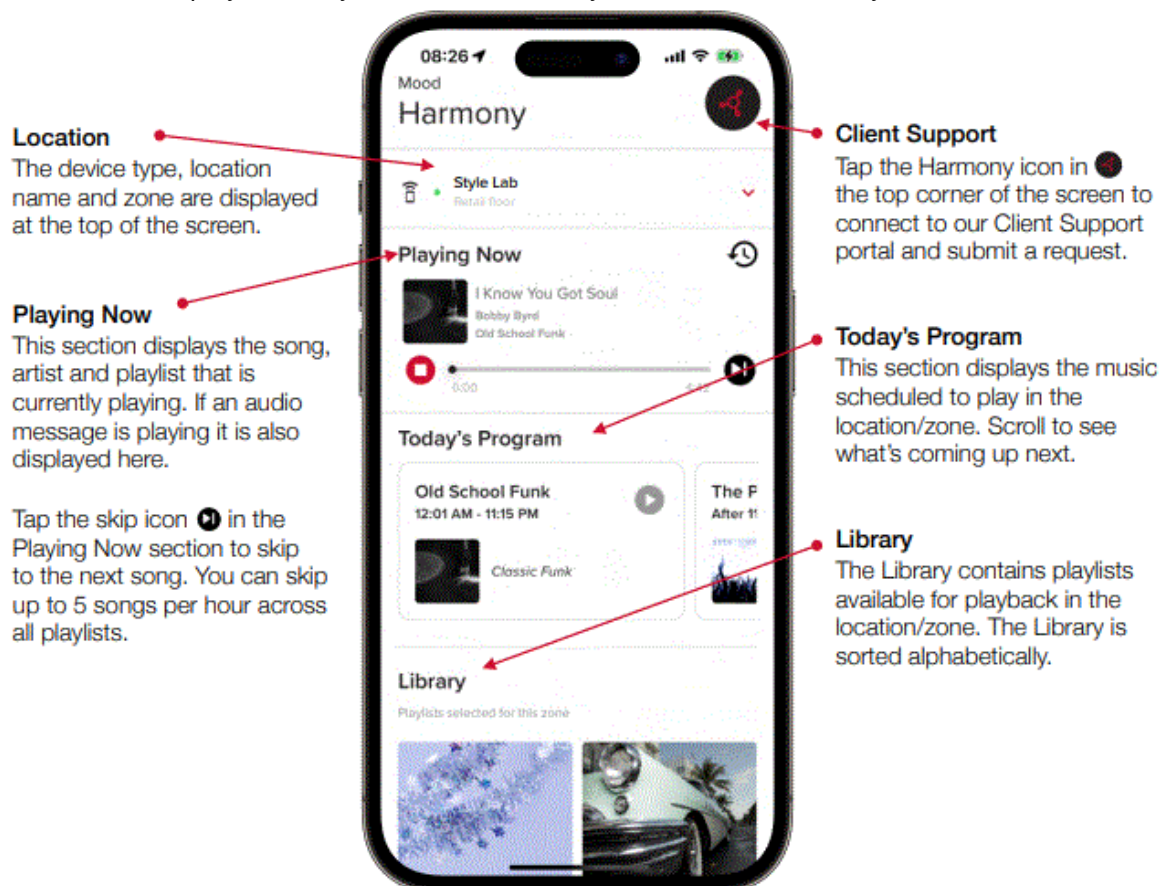 Location
The device type, location
name and zone are displayed
at the top of the screen.
Playing Now
This section displays the song,
artist and playlist that is
currently playing. If an audio
message is playing it is also
displayed here.
Tap the skip icon in the
Playing Now section to skip
to the next song. You can skip
up to 5 songs per hour across
all playlists.
08:26
Mood
Harmony
Style Lab
Retail floor
Playing Now
I Know You Got Soul
Bobby Byrd
Old School Funk
0:00
Today's Program
Old School Funk
12:01 AM - 11:15 PM
Classic Funk
The P
After 11
Library
Playlists selected for this zone
Client Support
Tap the Harmony icon in
the top corner of the screen to
connect to our Client Support
portal and submit a request.
Today's Program
This section displays the music
scheduled to play in the
location/zone. Scroll to see
what's coming up next.
Library
The Library contains playlists
available for playback in the
location/zone. The Library is
sorted alphabetically.